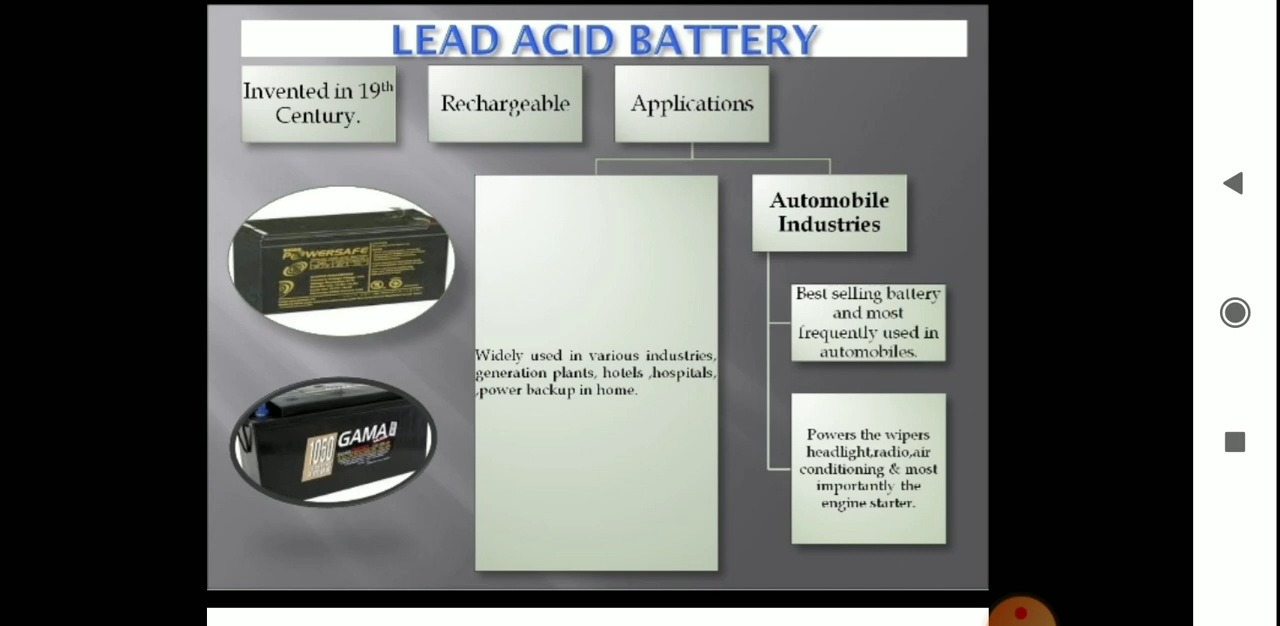 LEAD ACID BATTERY
Invented in 19th
Century.
Rechargeable
Applications
Automobile
Industries
POWERSAFE
Best selling battery
and most
frequently used in
automobiles.
Widely used in various industries,
generation plants, hotels ,hospitals,
,power backup in home.
1050
GAMA
Powers the wipers
headlight,radio,air
conditioning & most
importantly the
engine starter.